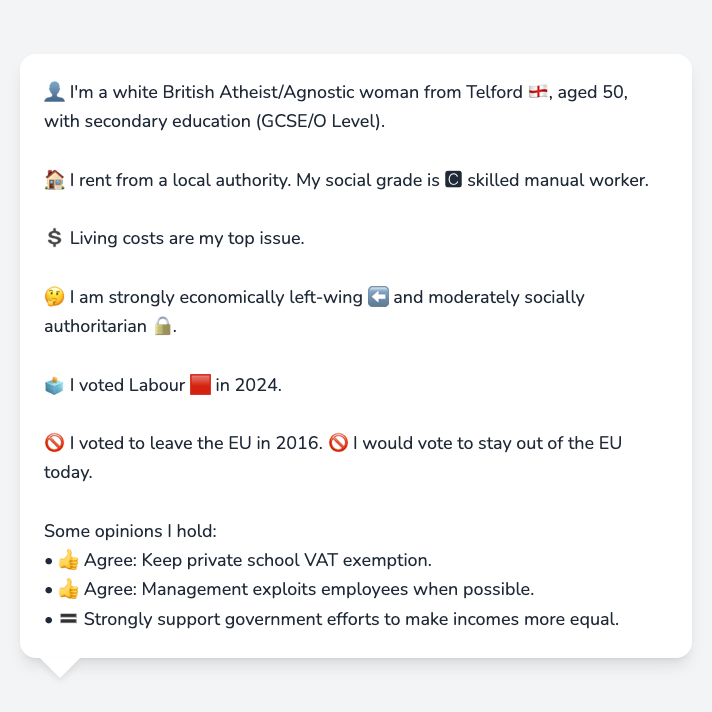 👤 I'm a white British Atheist/Agnostic woman from Telford 🏴󠁧󠁢󠁥󠁮󠁧󠁿, aged 50,
with secondary education (GCSE/O Level).
🏠 I rent from a local authority. My social grade is 🅲 skilled manual worker.
💲 Living costs are my top issue.
🤔 I am strongly economically left-wing ⬅️ and moderately socially
authoritarian 🔒.
🗳️ I voted Labour 🟥 in 2024.
🚫 I voted to leave the EU in 2016. 🚫 I would vote to stay out of the EU
today.
Some opinions I hold:
• 👍 Agree: Keep private school VAT exemption.
• 👍 Agree: Management exploits employees when possible.
• 🟰 Strongly support government efforts to make incomes more equal.